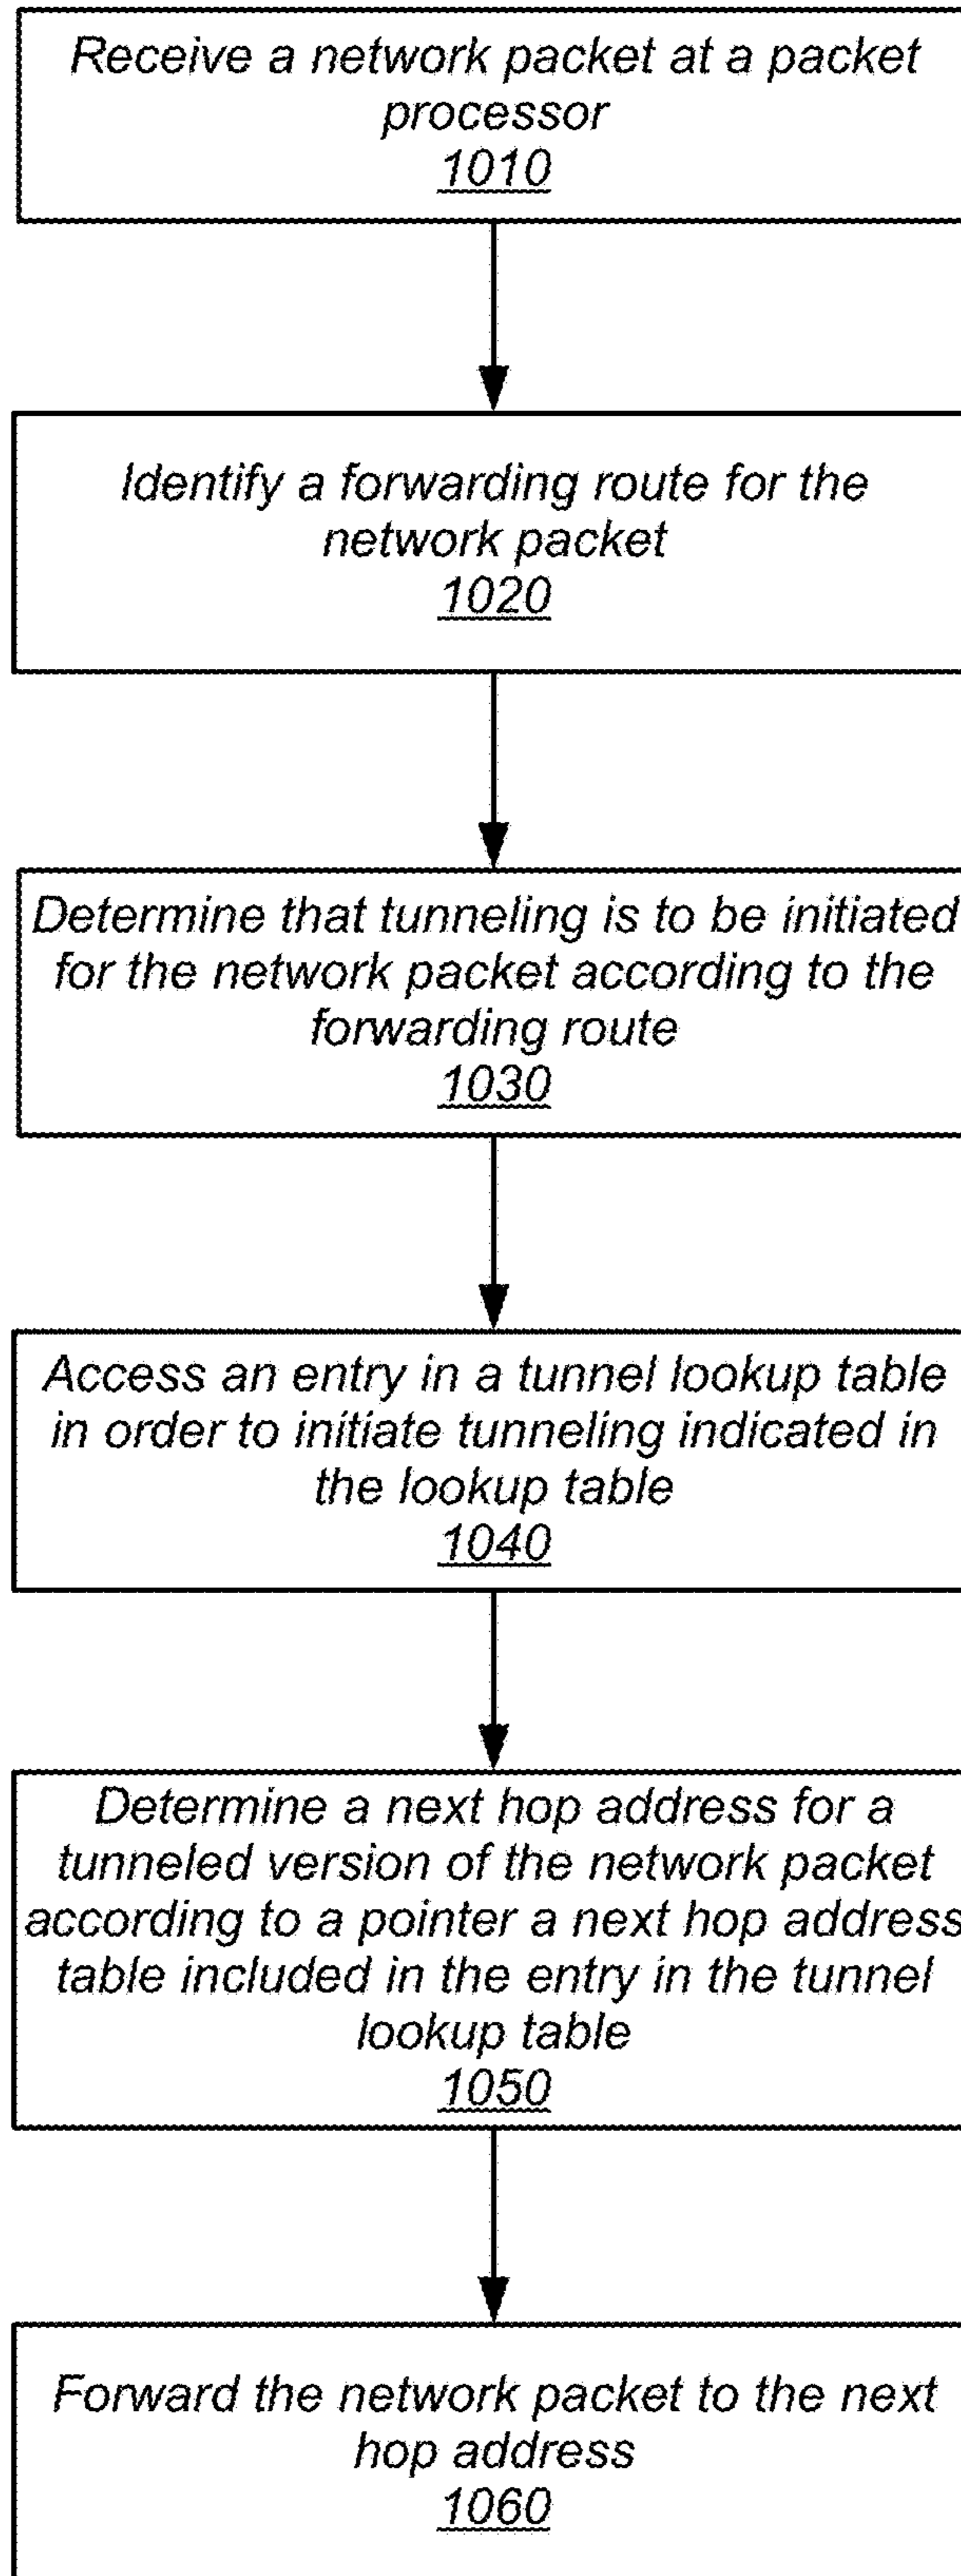 Receive a network packet at a packet
processor
1010
Identify a forwarding route for the
network packet
1020
Determine that tunneling is to be initiated
for the network packet according to the
forwarding route
1030
Access an entry in a tunnel lookup table
in order to initiate tunneling indicated in
the lookup table
1040
Determine a next hop address for a
tunneled version of the network packet
according to a pointer a next hop address
table included in the entry in the tunnel
lookup table
1050
Forward the network packet to the next
hop address
1060